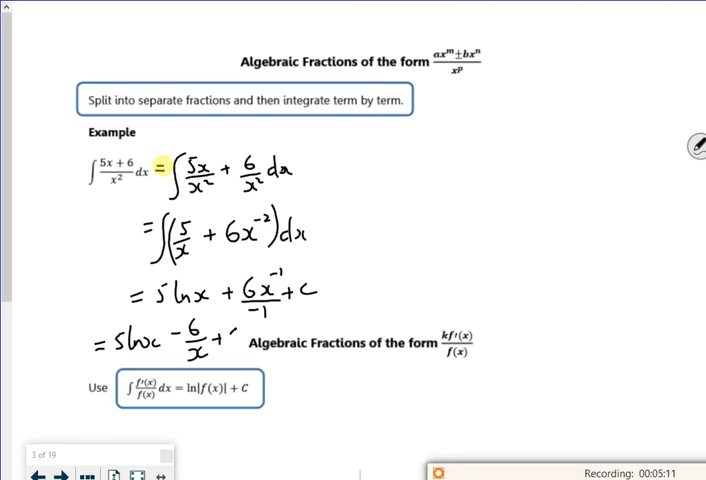 Algebraic Fractions of the form (ax^m ± bx^n)/x^p
Split into separate fractions and then integrate term by term.
Example
∫ (5x + 6)/x² dx = ∫ 5x/x² + 6/x² dx
= ∫ (5/x + 6x⁻²) dx
= 5 ln x + 6x⁻¹/-1 + C
= 5 ln x - 6/x +
Algebraic Fractions of the form kf'(x)/f(x)
Use ∫ f'(x)/f(x) dx = ln|f(x)| + C
3 of 19
Recording: 00:05:11